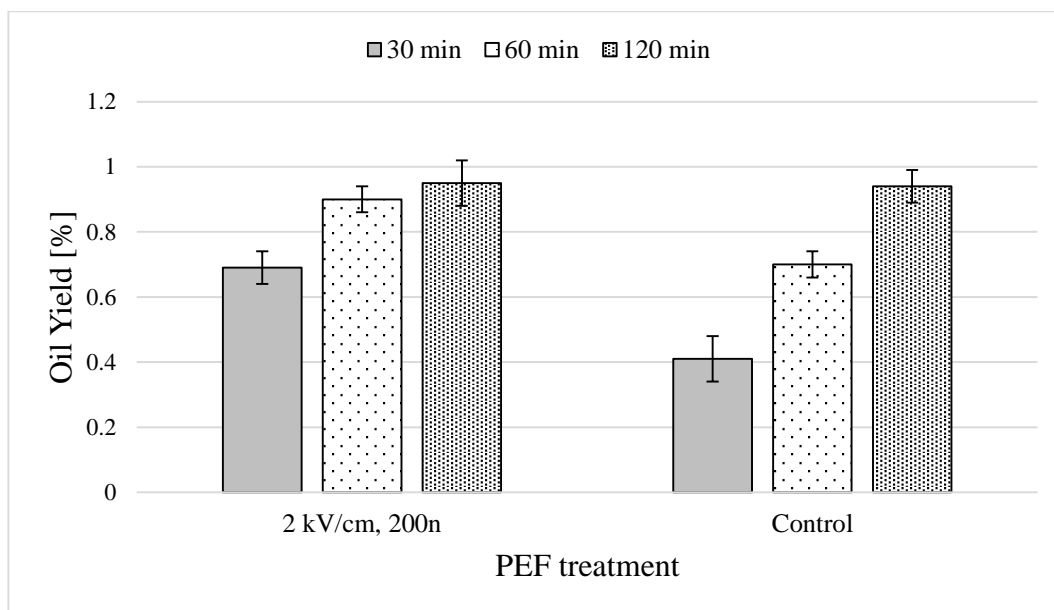 30 min 60 min 120 min
1.2
1
0.8
0.6
0.4
0.2
0
Oil Yield [%]
2 kV/cm, 200n Control
PEF treatment